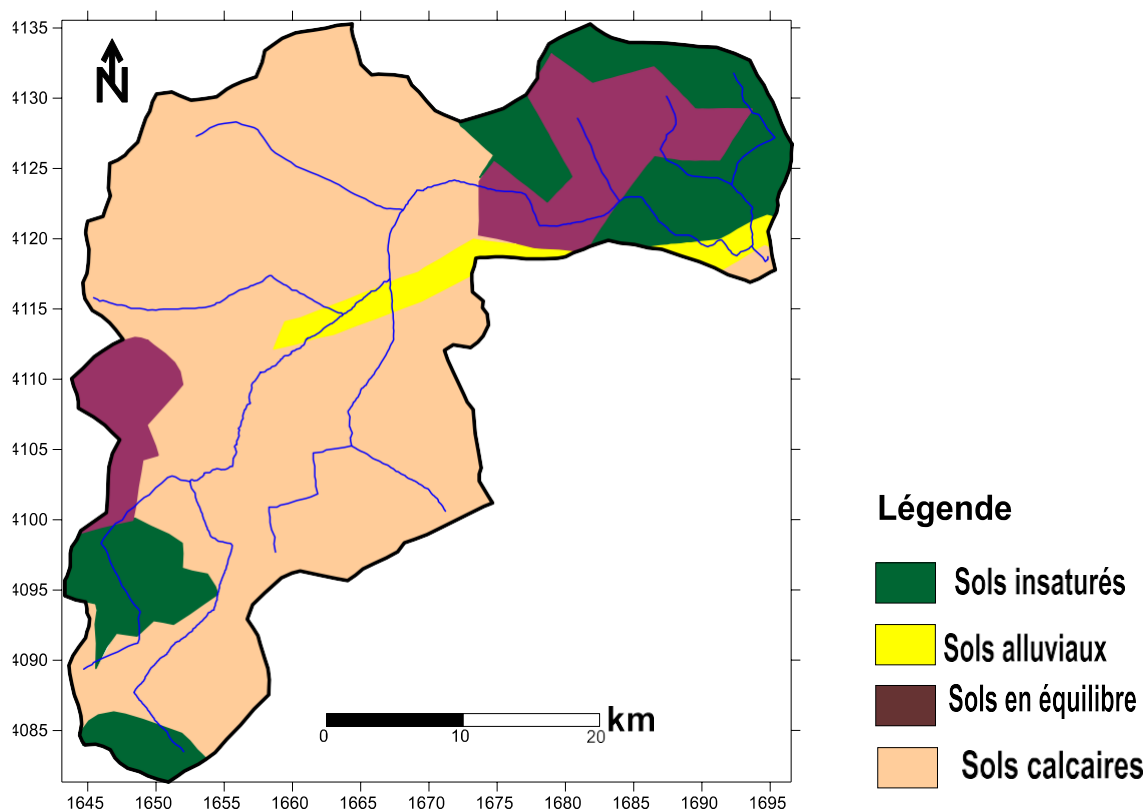 4135
N
4130
4125
4120
4115
4110
4105
4100
4095
4090
4085
Légende
Sols insaturés
Sols alluviaux
Sols en équilibre
Sols calcaires
km
0 10 20
1645 1650 1655 1660 1665 1670 1675 1680 1685 1690 1695